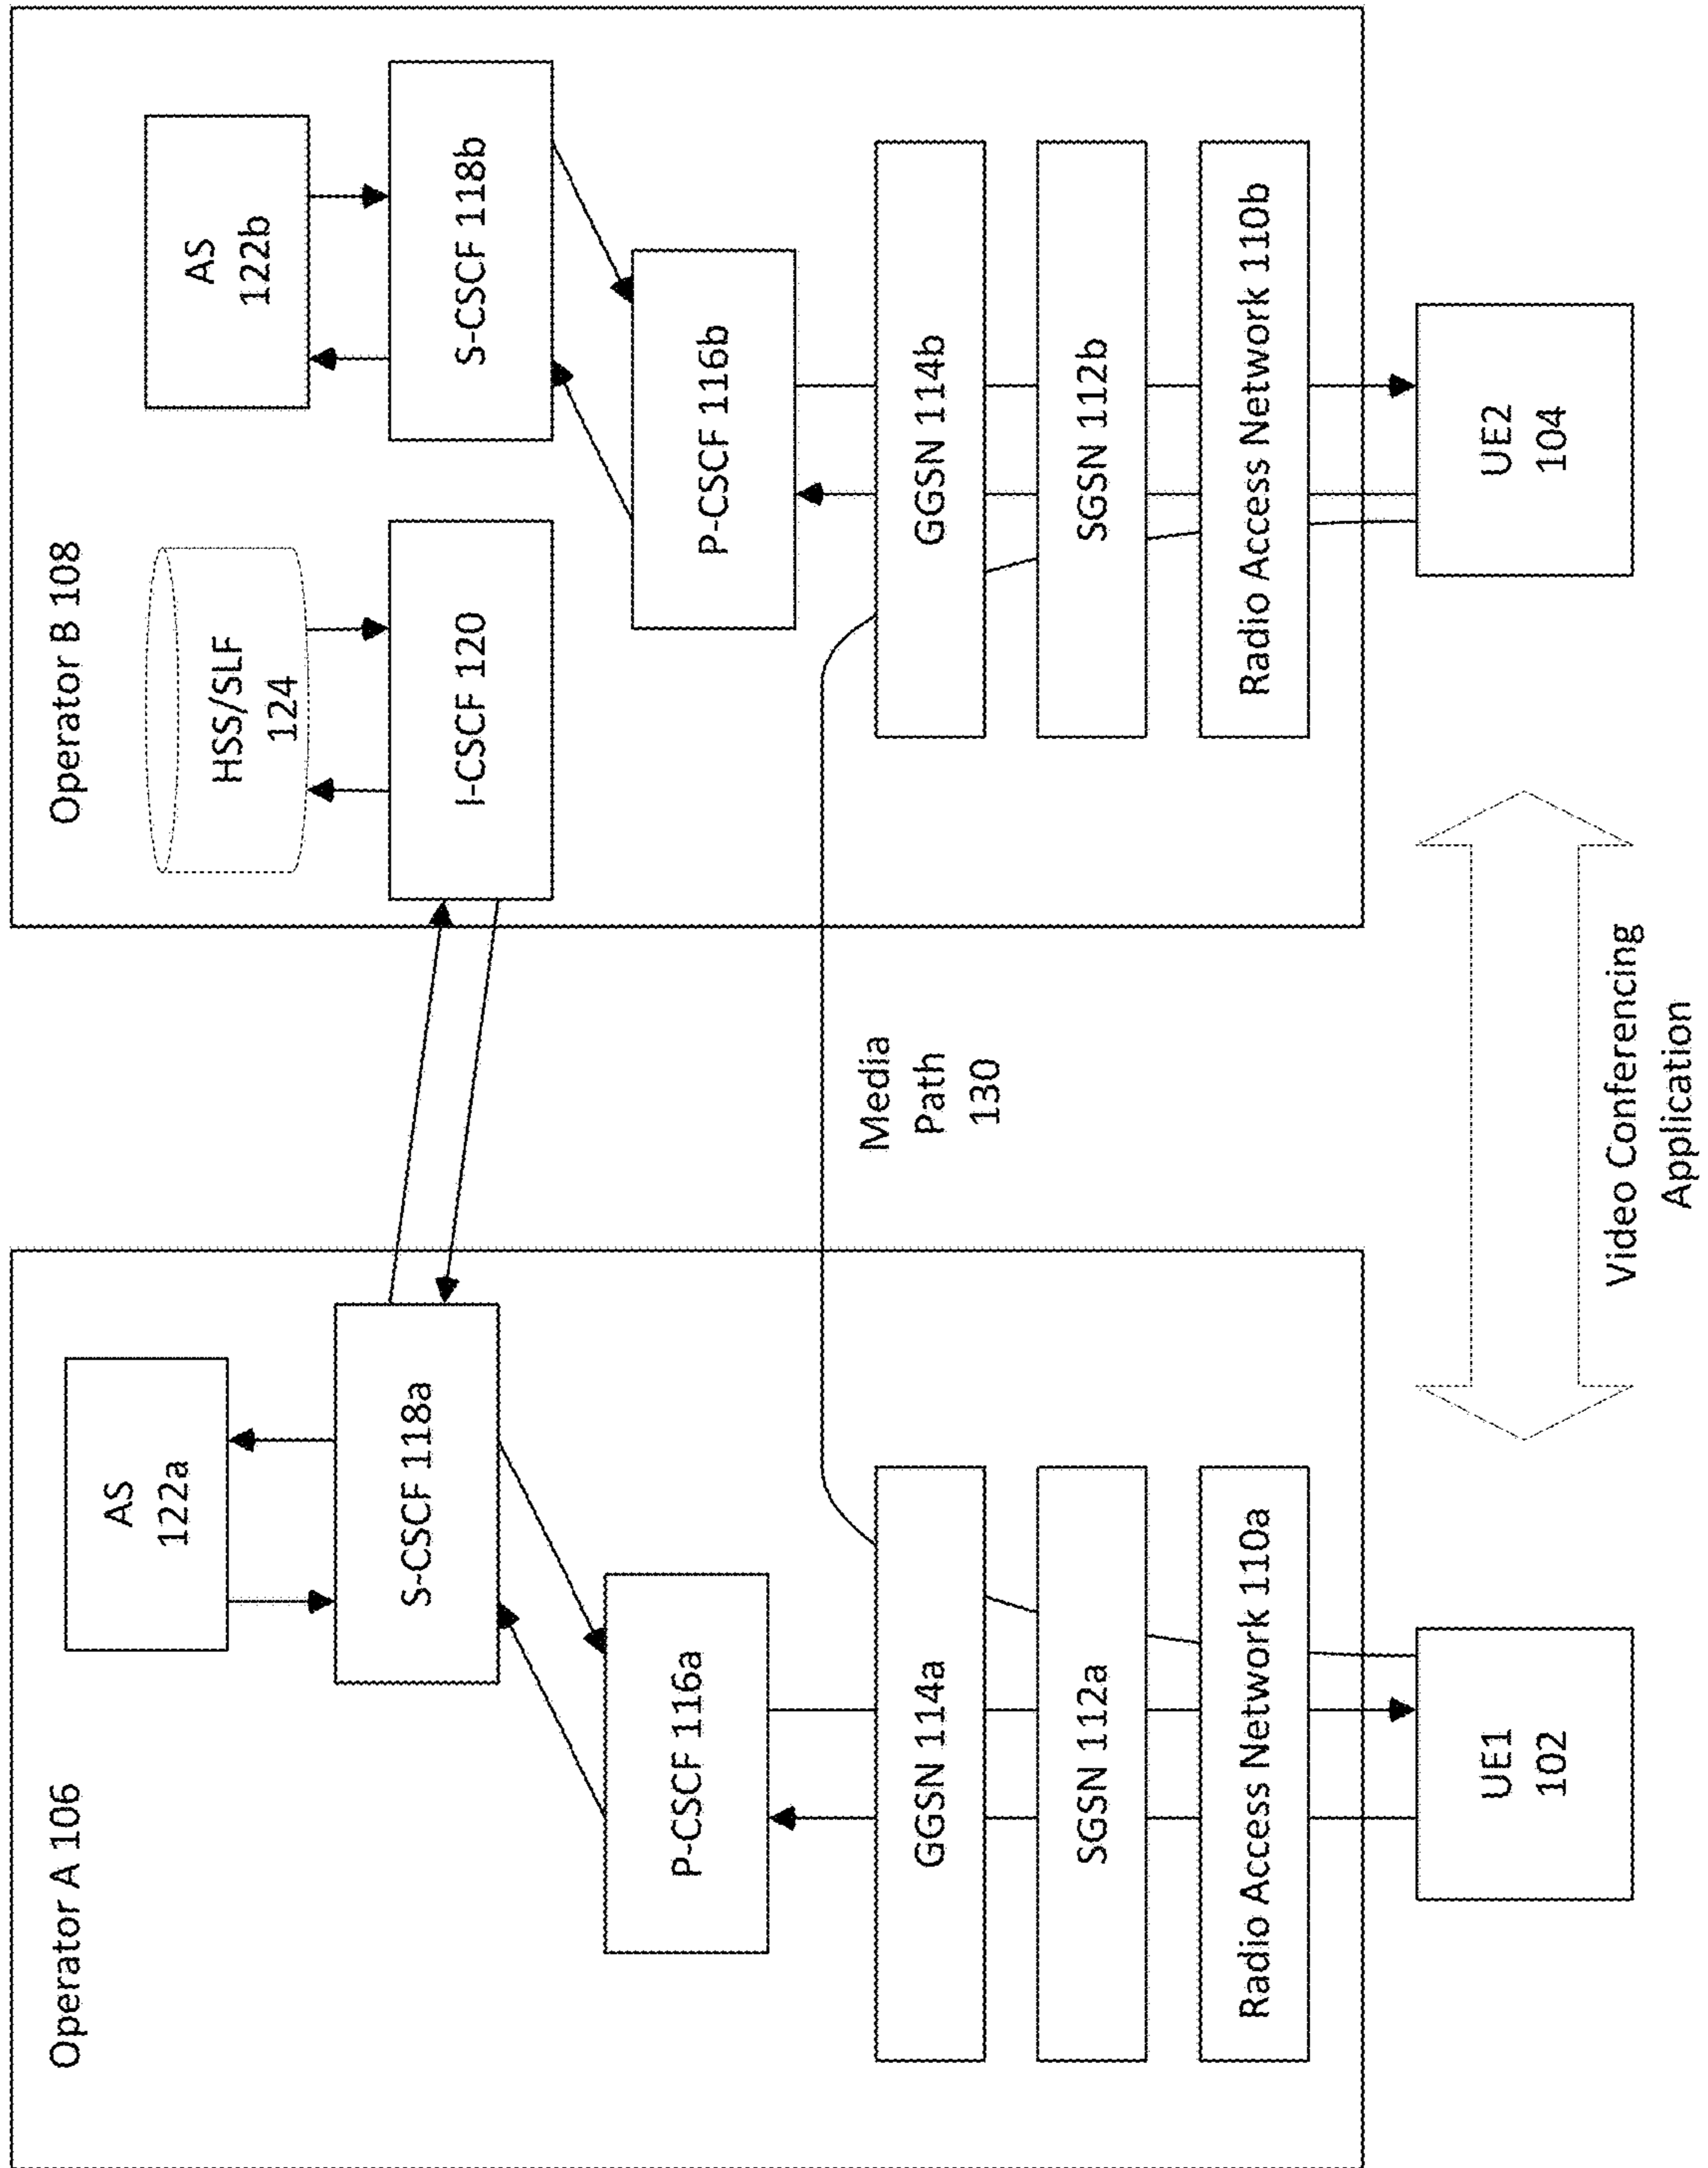 Operator A 106
AS
122a
S-CSCF 118a
P-CSCF 116a
GGSN 114a
SGSN 112a
Radio Access Network 110a
UE1
102
Media
Path
130
Video Conferencing
Application
Operator B 108
HSS/SLF
124
I-CSCF 120
AS
122b
S-CSCF 118b
P-CSCF 116b
GGSN 114b
SGSN 112b
Radio Access Network 110b
UE2
104